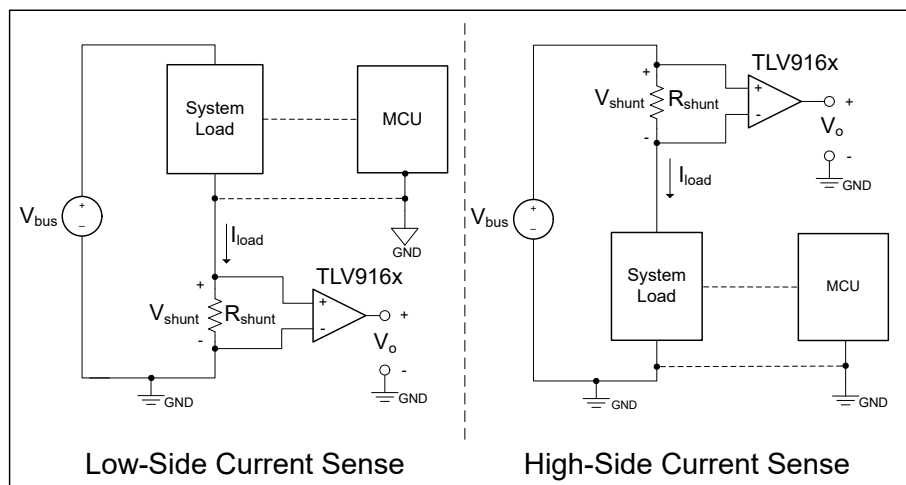 System
Load
MCU
V_bus
+
–
I_load
GND
TLV916x
+
V_shunt
R_shunt
-
+
-
+
V_o
-
GND
GND
Low-Side Current Sense
TLV916x
+
V_shunt
R_shunt
-
+
-
+
V_o
-
GND
I_load
V_bus
+
–
System
Load
MCU
GND
GND
High-Side Current Sense